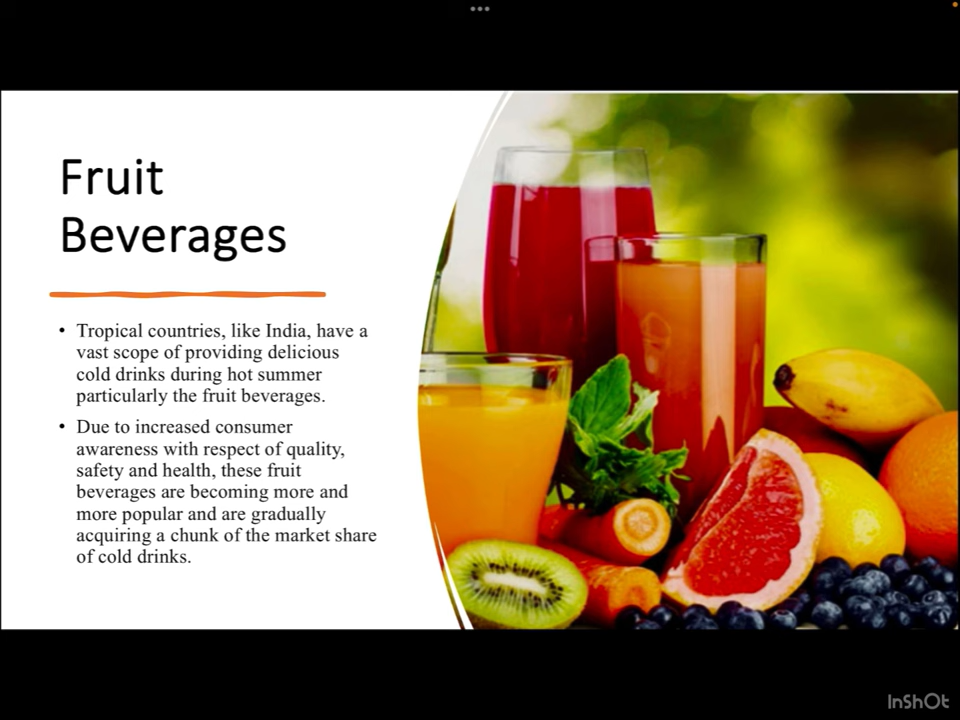 Fruit
Beverages
• Tropical countries, like India, have a
vast scope of providing delicious
cold drinks during hot summer
particularly the fruit beverages.
• Due to increased consumer
awareness with respect of quality,
safety and health, these fruit
beverages are becoming more and
more popular and are gradually
acquiring a chunk of the market share
of cold drinks.
InShOt